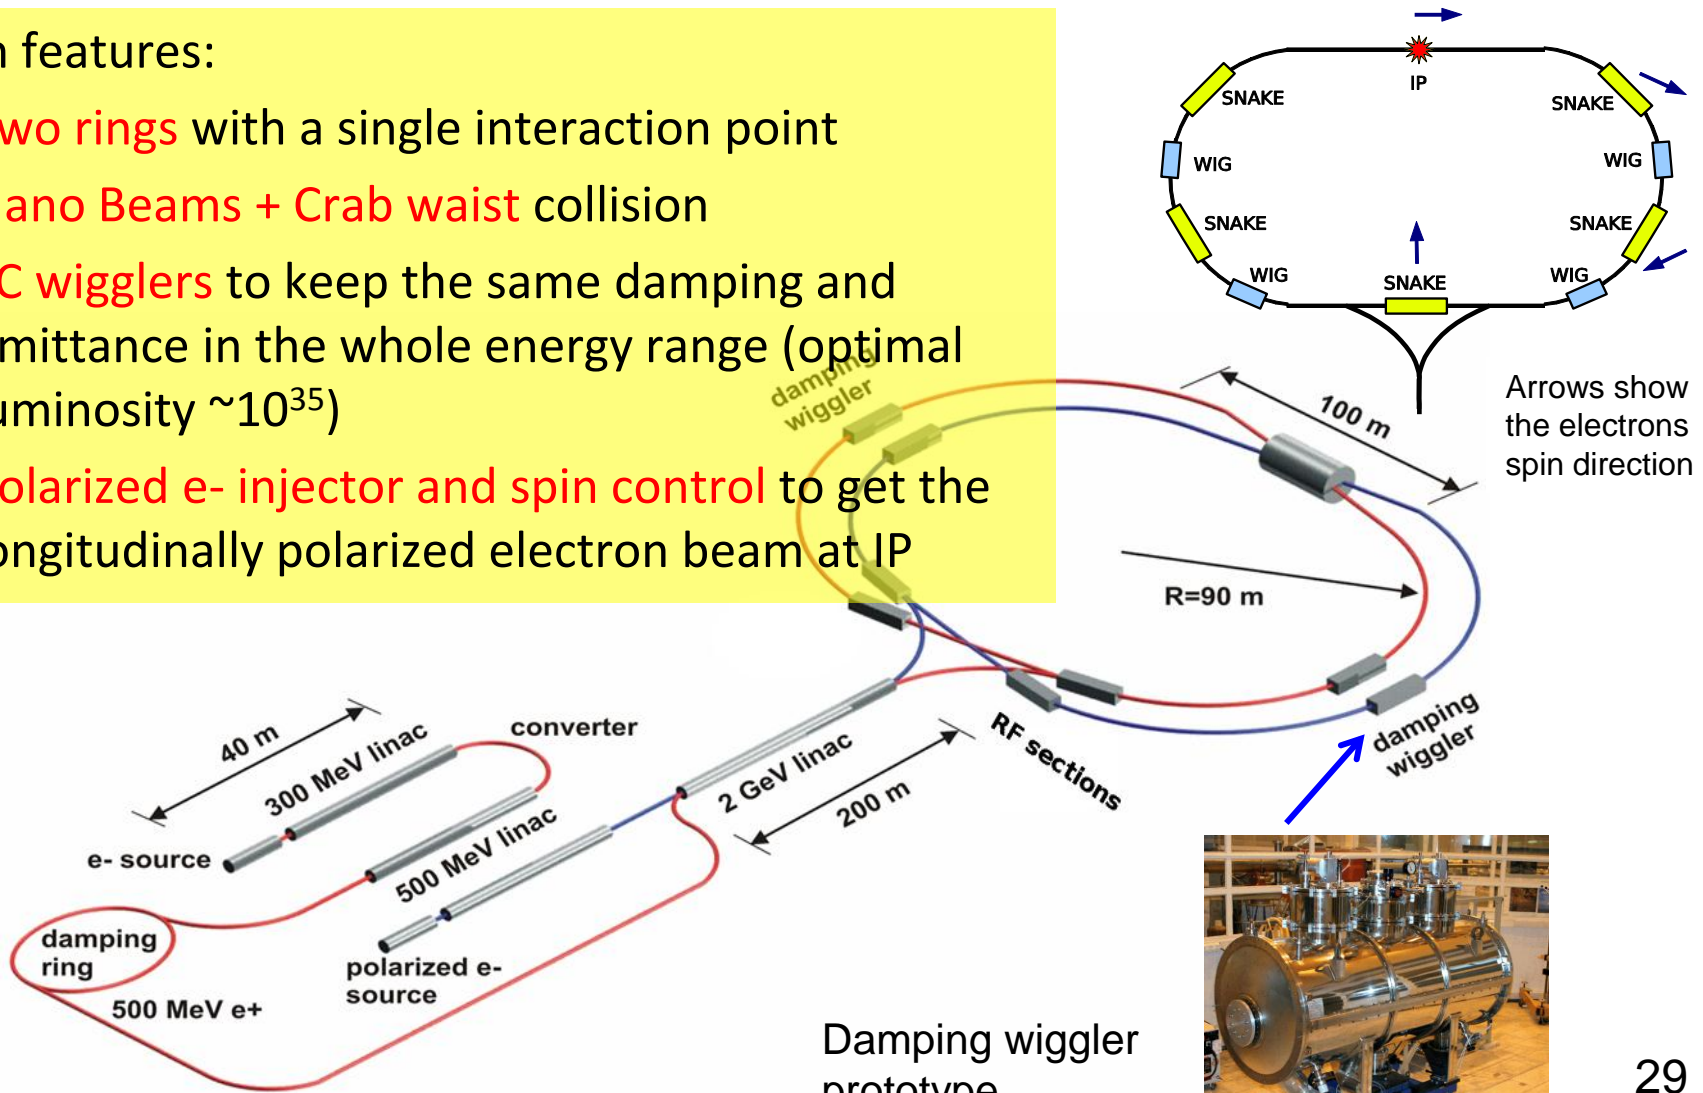 features:
wo rings with a single interaction point
ano Beams + Crab waist collision
C wigglers to keep the same damping and
mittance in the whole energy range (optimal
uminosity ~10³⁵)
olarized e- injector and spin control to get the
ongitudinally polarized electron beam at IP
IP
SNAKE
SNAKE
WIG
WIG
SNAKE
SNAKE
WIG
SNAKE
WIG
Arrows show
the electrons
spin direction
damping
wiggler
100 m
R=90 m
damping
wiggler
RF sections
2 GeV linac
200 m
converter
40 m
300 MeV linac
e- source
500 MeV linac
polarized e-
source
damping
ring
500 MeV e+
Damping wiggler
prototype
29